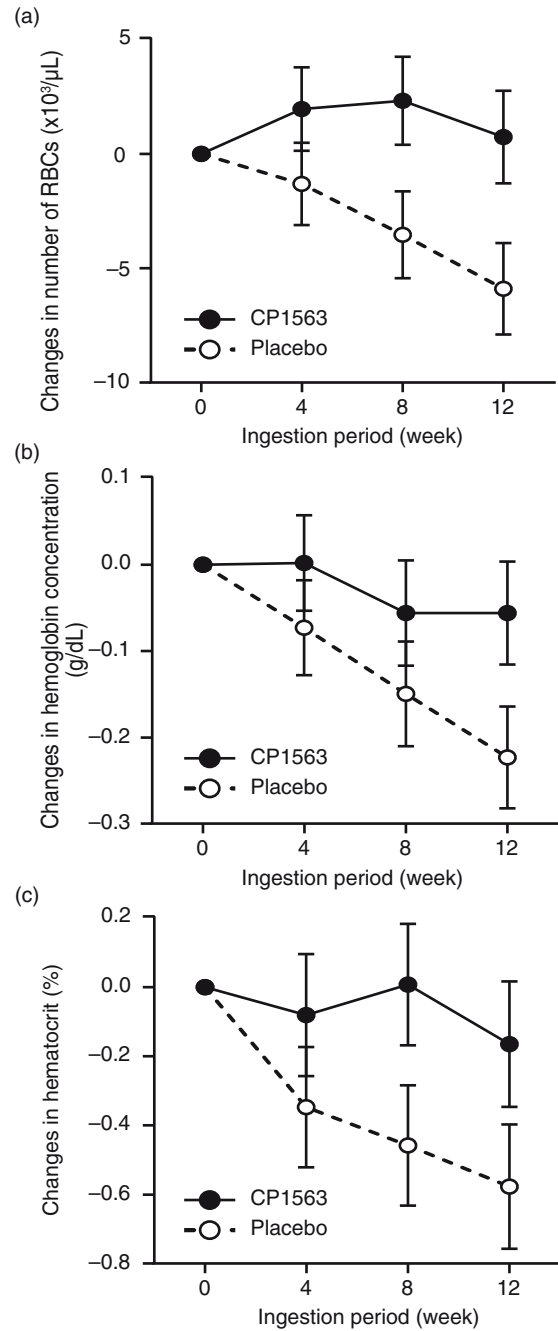 (a)
Changes in number of RBCs (x10³/µL)
5
0
−5
−10
CP1563
Placebo
0 4 8 12
Ingestion period (week)
(b)
Changes in hemoglobin concentration
(g/dL)
0.1
0.0
−0.1
−0.2
−0.3
CP1563
Placebo
0 4 8 12
Ingestion period (week)
(c)
Changes in hematocrit (%)
0.2
0.0
−0.2
−0.4
−0.6
−0.8
CP1563
Placebo
0 4 8 12
Ingestion period (week)